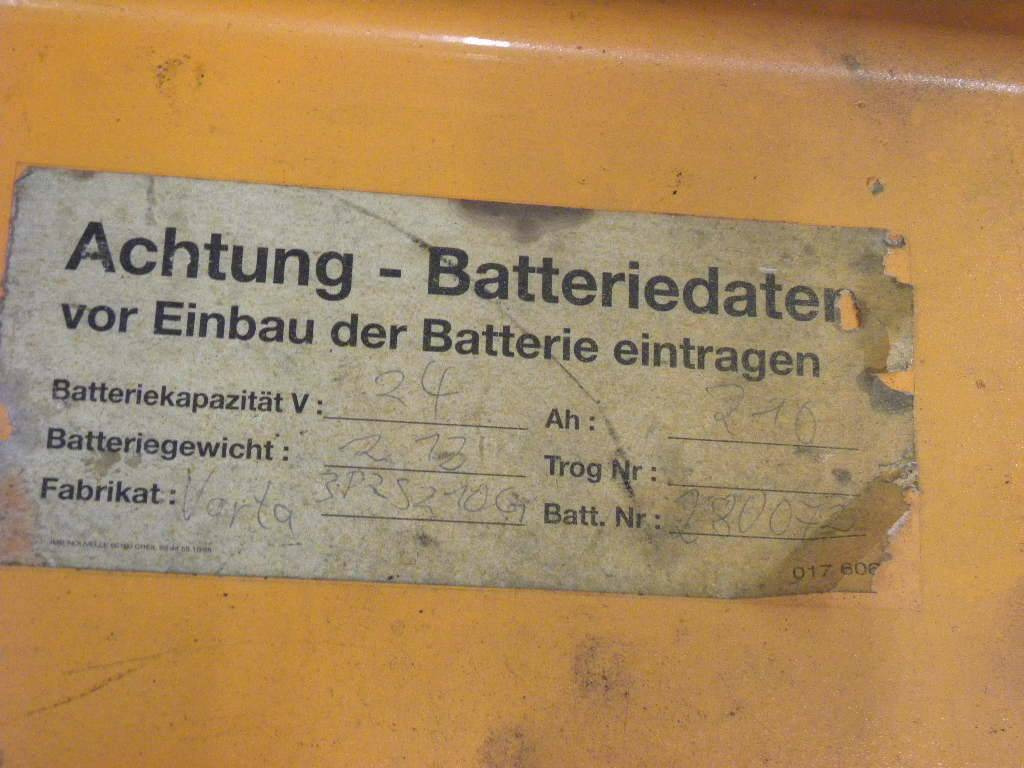 Achtung - Batteriedaten
vor Einbau der Batterie eintragen
Batteriekapazität V : 24 Ah : 210
Batteriegewicht : 213 Trog Nr :
Fabrikat : Varta Batt. Nr :
017 606